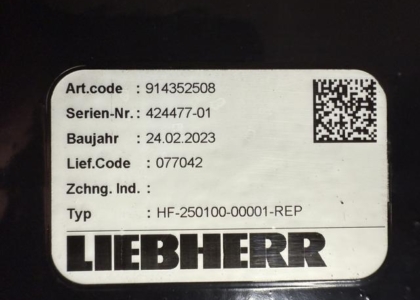 Art.code : 914352508
Serien-Nr. : 424477-01
Baujahr : 24.02.2023
Lief.Code : 077042
Zchng. Ind. :
Typ : HF-250100-00001-REP
LIEBHERR